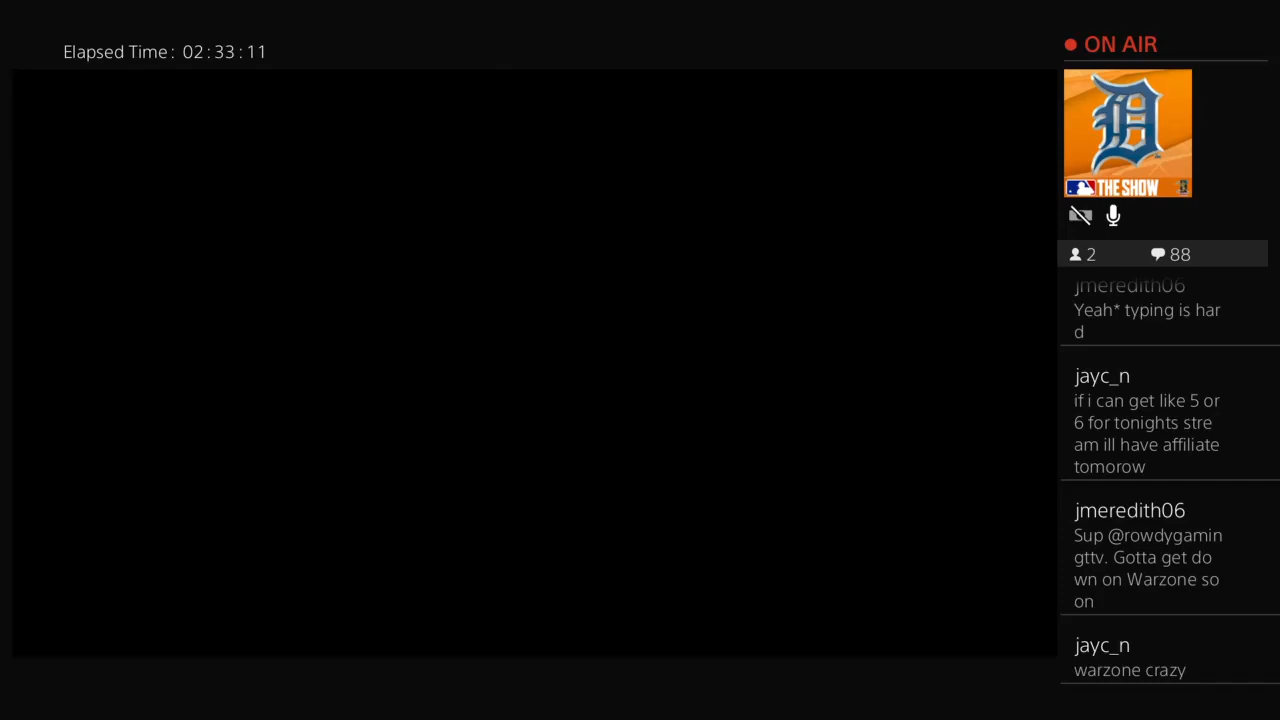 Elapsed Time: 02:33:11
ON AIR
D
THE SHOW
2 88
jmeredith06
Yeah* typing is har
d
jayc_n
if i can get like 5 or
6 for tonights stre
am ill have affiliate
tomorow
jmeredith06
Sup @rowdygamin
gttv. Gotta get do
wn on Warzone so
on
jayc_n
warzone crazy